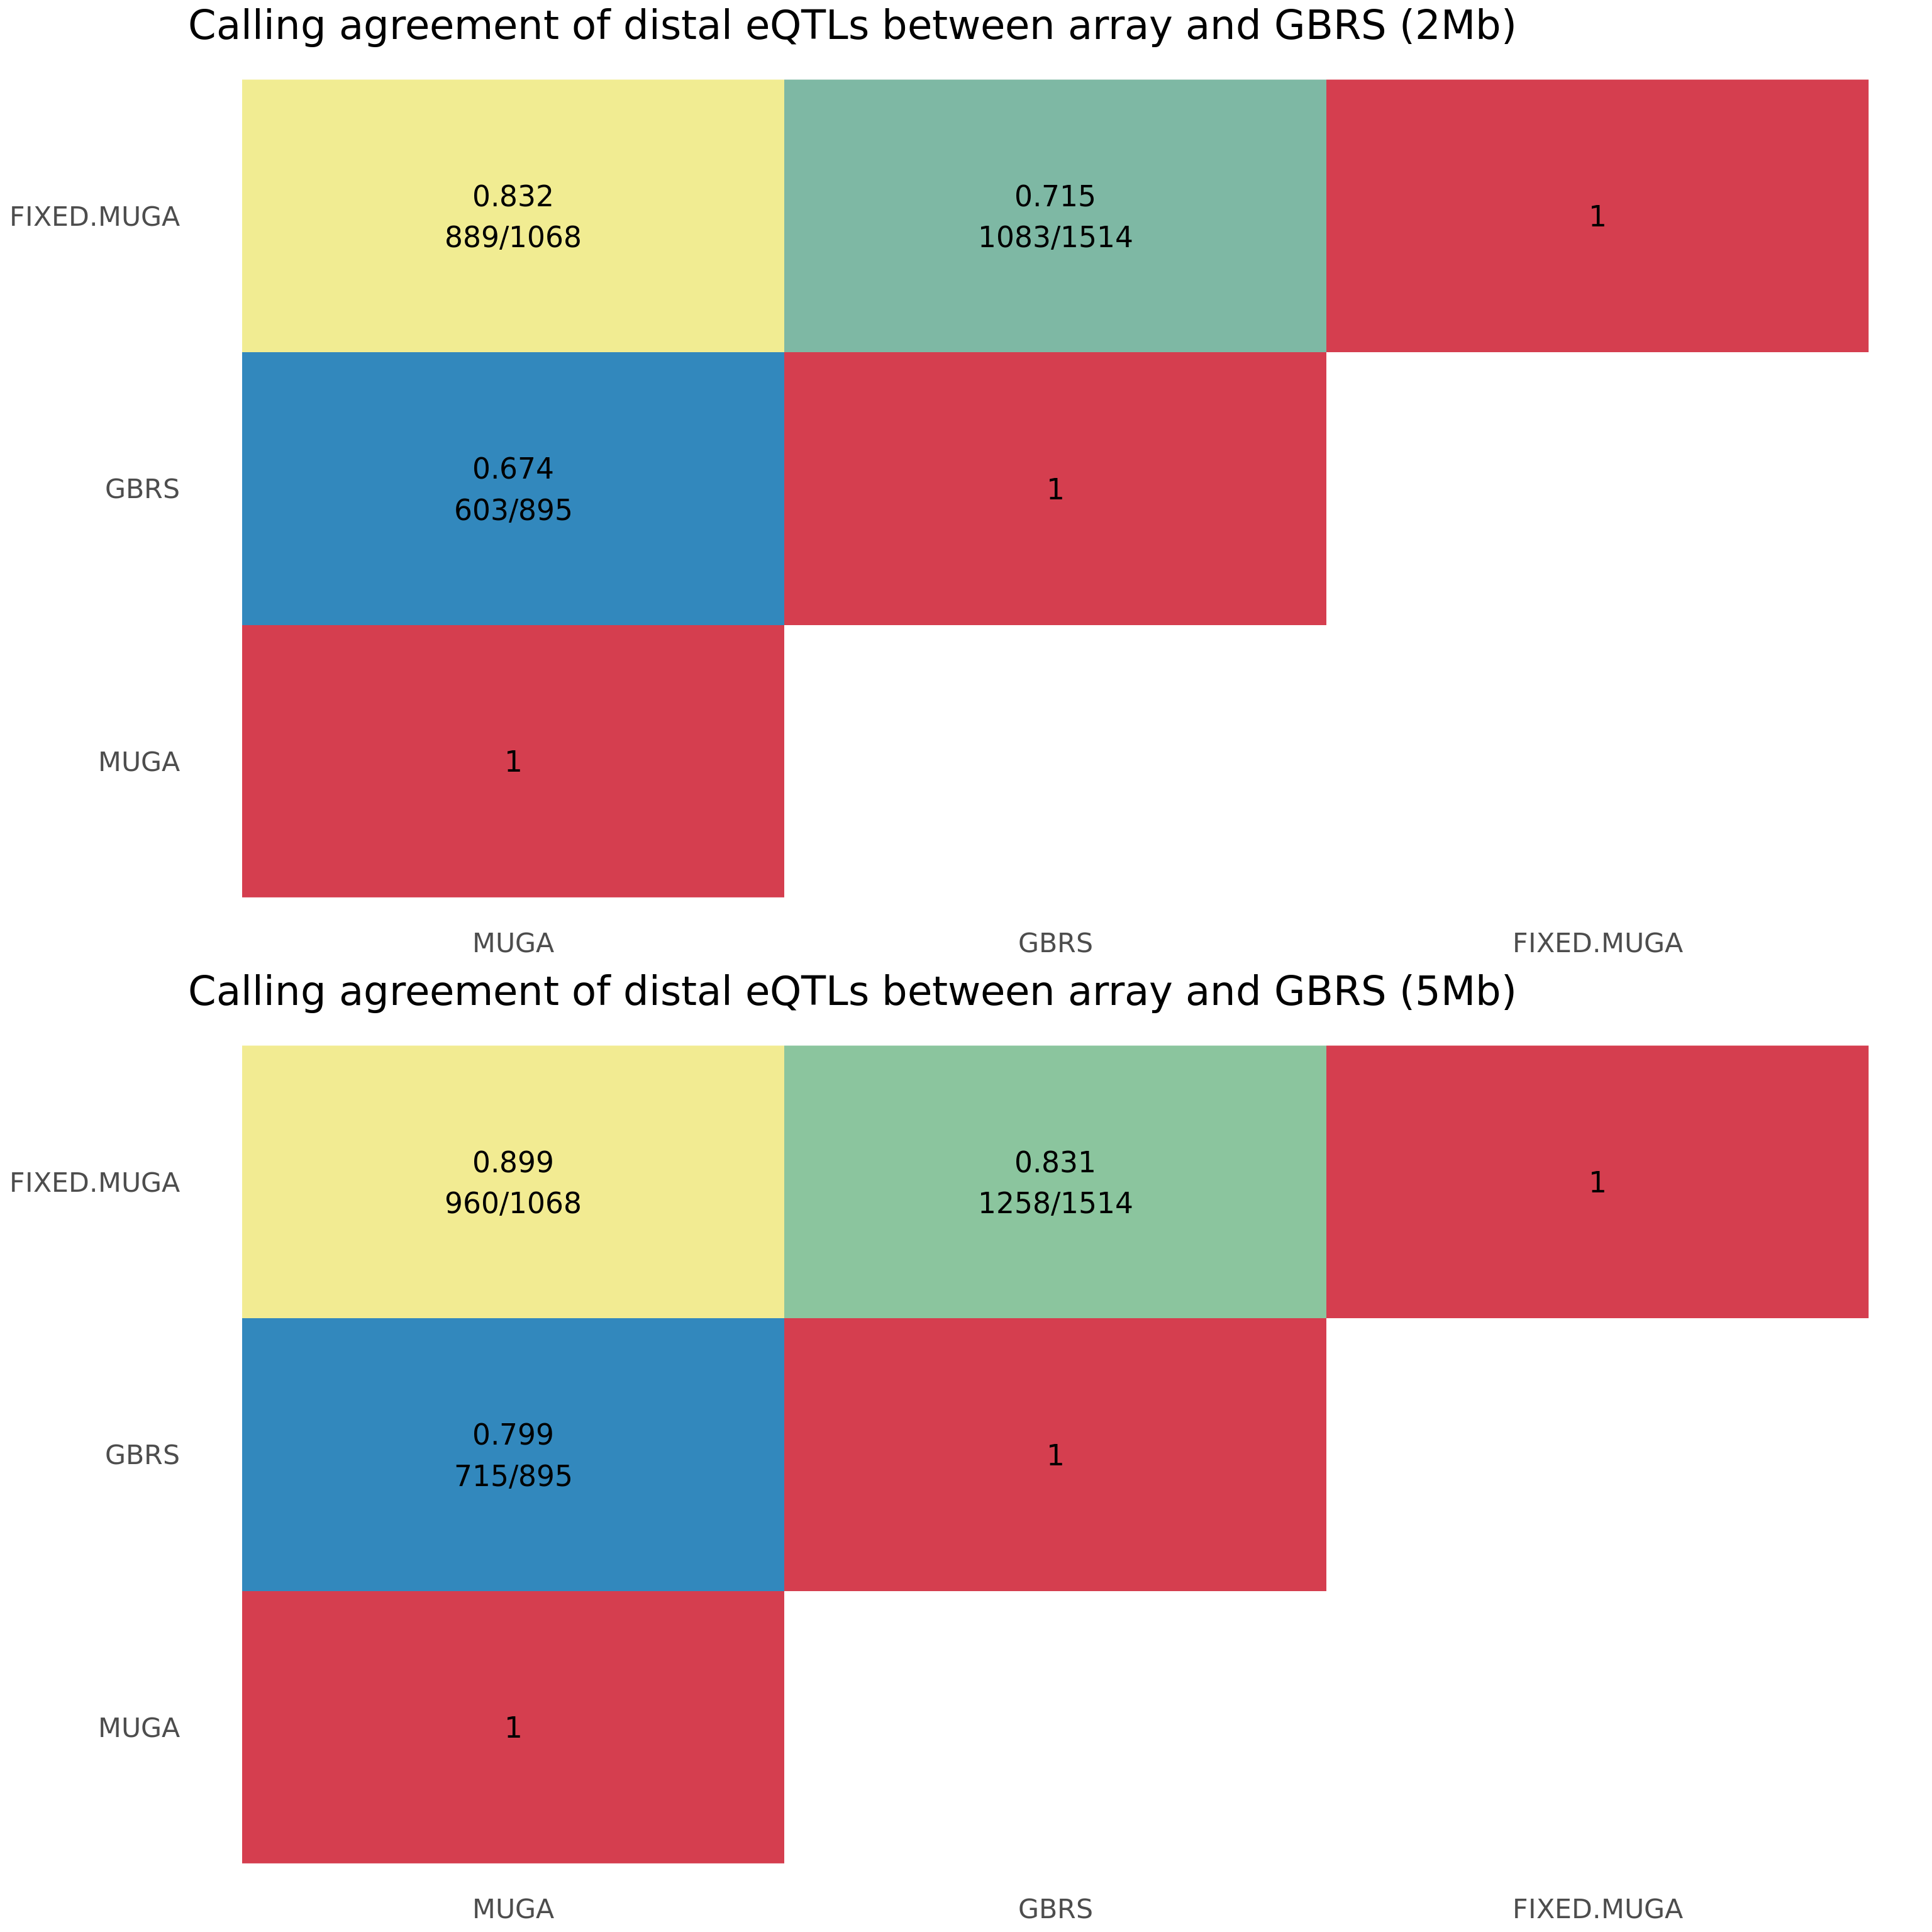 Calling agreement of distal eQTLs between array and GBRS (2Mb)
FIXED.MUGA
0.832
889/1068
0.715
1083/1514
1
GBRS
0.674
603/895
1
MUGA
1
MUGA
GBRS
FIXED.MUGA
Calling agreement of distal eQTLs between array and GBRS (5Mb)
FIXED.MUGA
0.899
960/1068
0.831
1258/1514
1
GBRS
0.799
715/895
1
MUGA
1
MUGA
GBRS
FIXED.MUGA